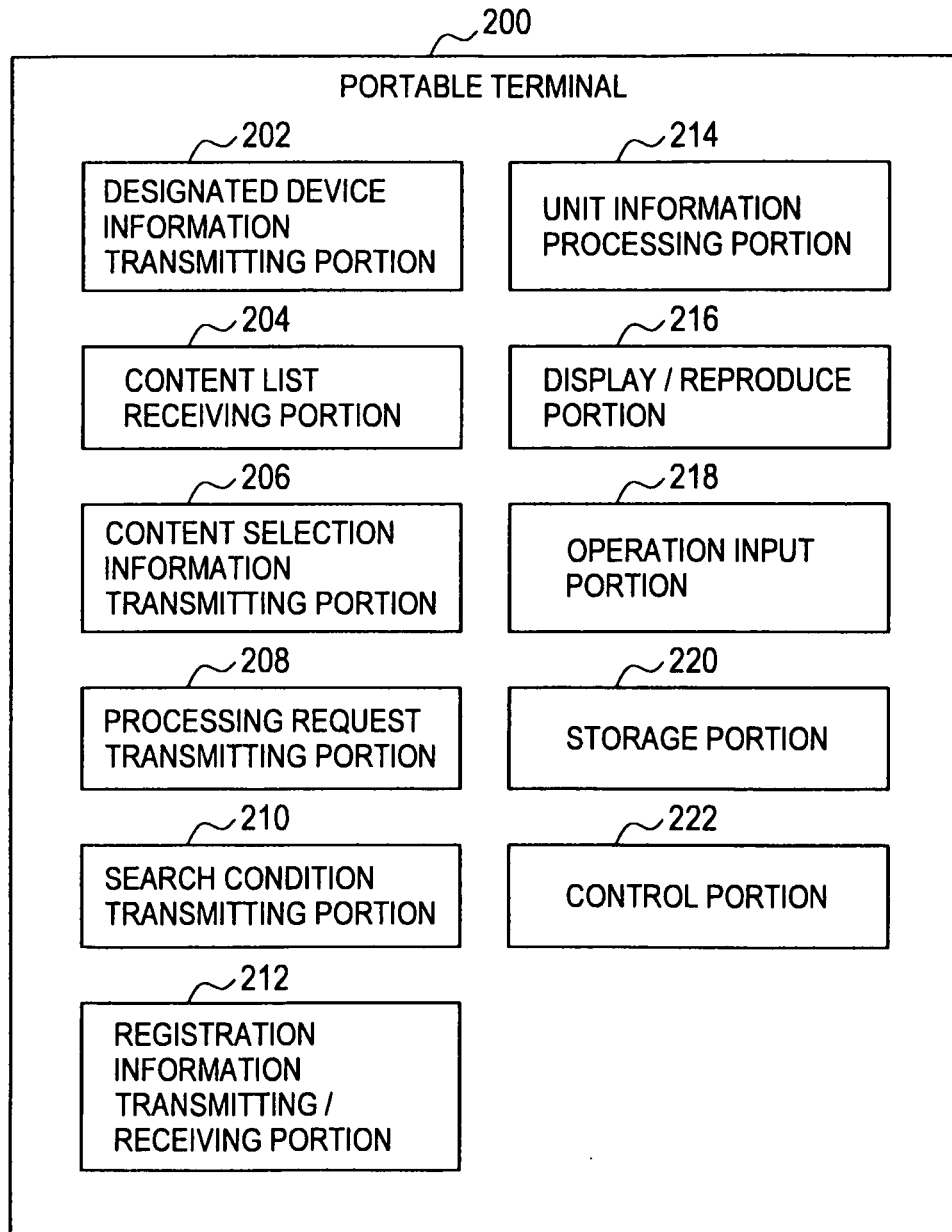 200
PORTABLE TERMINAL
202
DESIGNATED DEVICE
INFORMATION
TRANSMITTING PORTION
204
CONTENT LIST
RECEIVING PORTION
206
CONTENT SELECTION
INFORMATION
TRANSMITTING PORTION
208
PROCESSING REQUEST
TRANSMITTING PORTION
210
SEARCH CONDITION
TRANSMITTING PORTION
212
REGISTRATION
INFORMATION
TRANSMITTING /
RECEIVING PORTION
214
UNIT INFORMATION
PROCESSING PORTION
216
DISPLAY / REPRODUCE
PORTION
218
OPERATION INPUT
PORTION
220
STORAGE PORTION
222
CONTROL PORTION